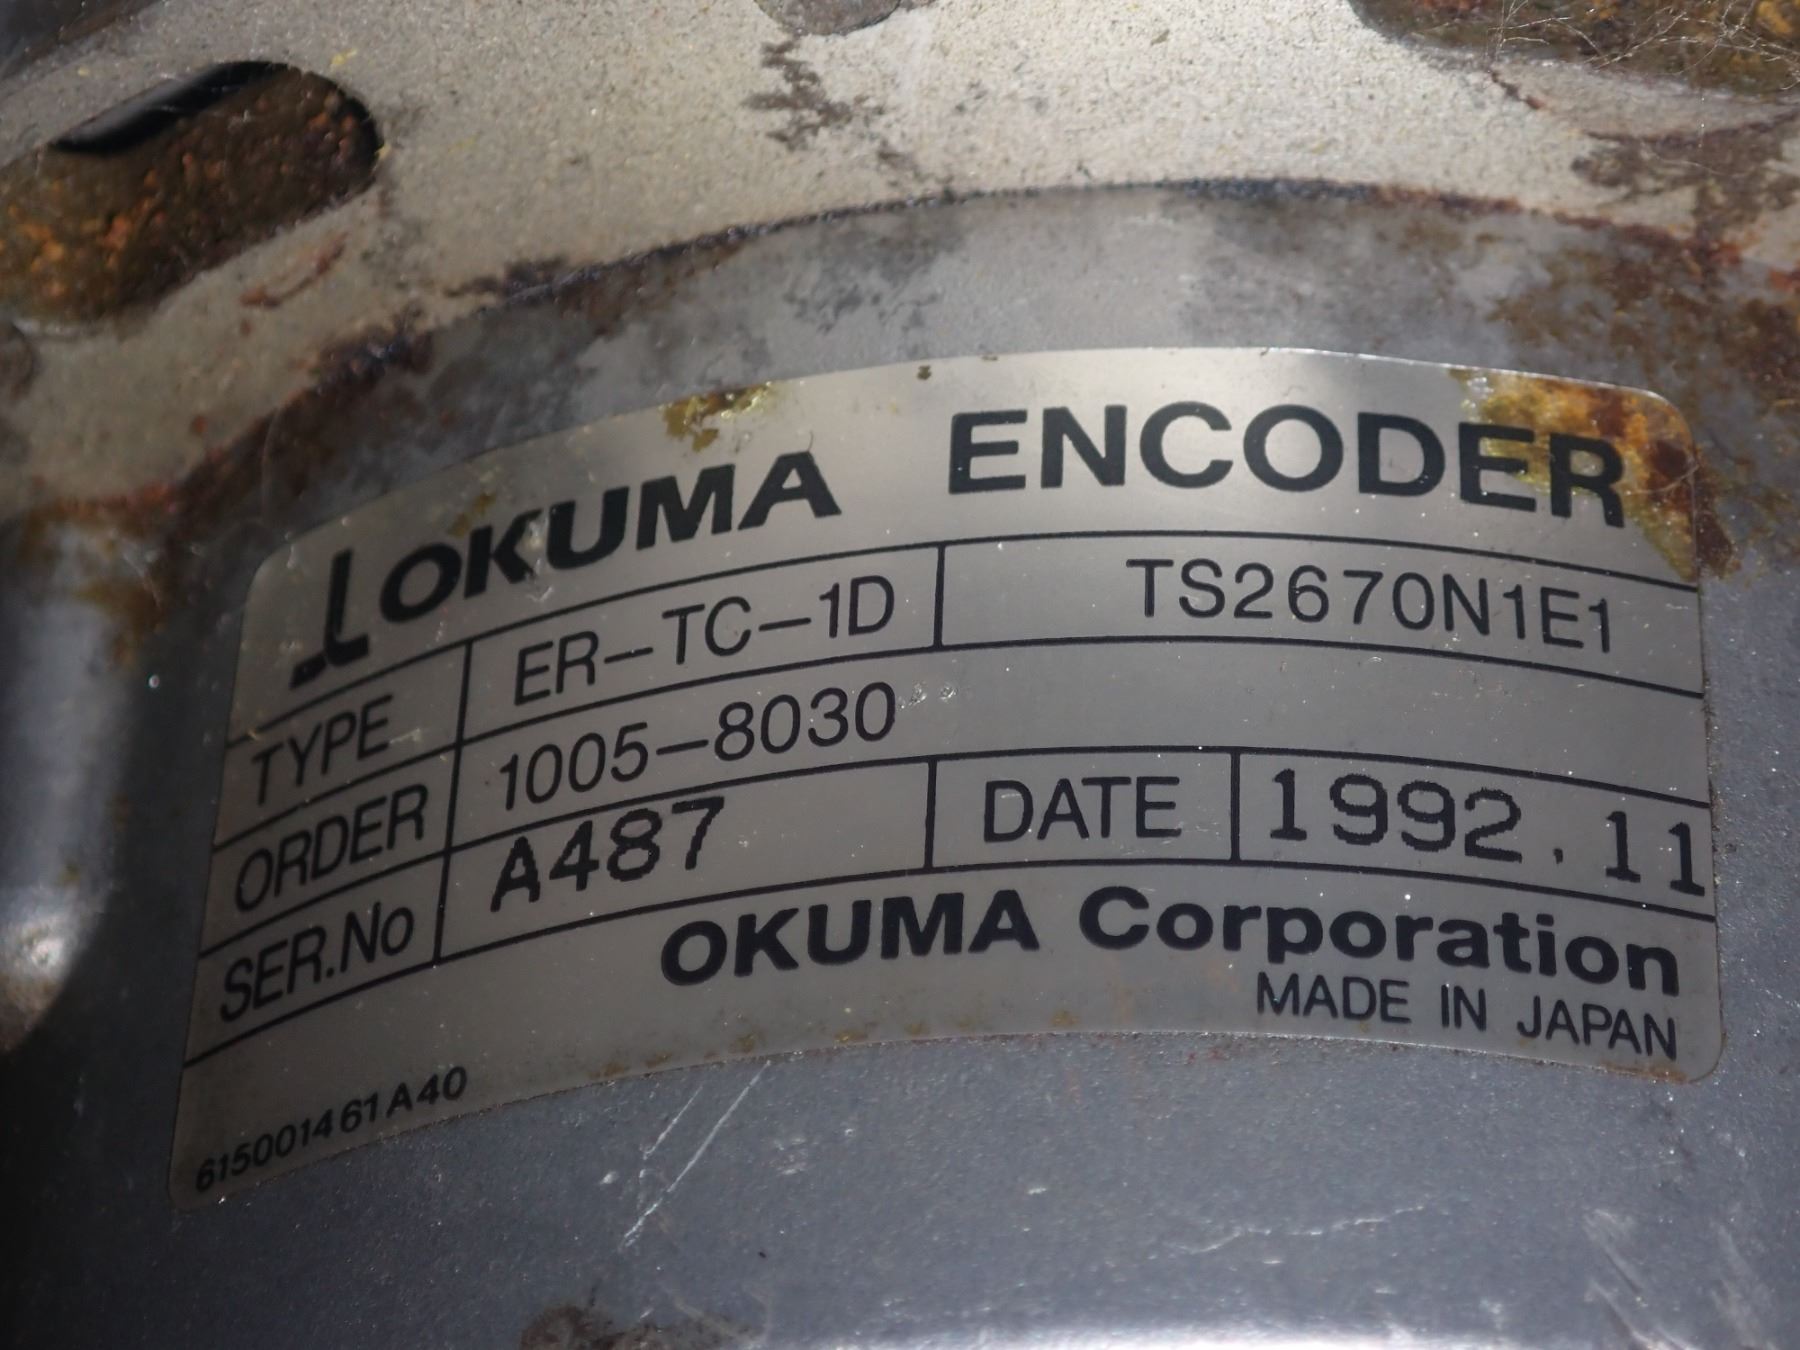 OKUMA ENCODER
TYPE ER-TC-1D TS2670N1E1
ORDER 1005-8030
SER.No A487 DATE 1992.11
OKUMA Corporation
MADE IN JAPAN
615001461A40